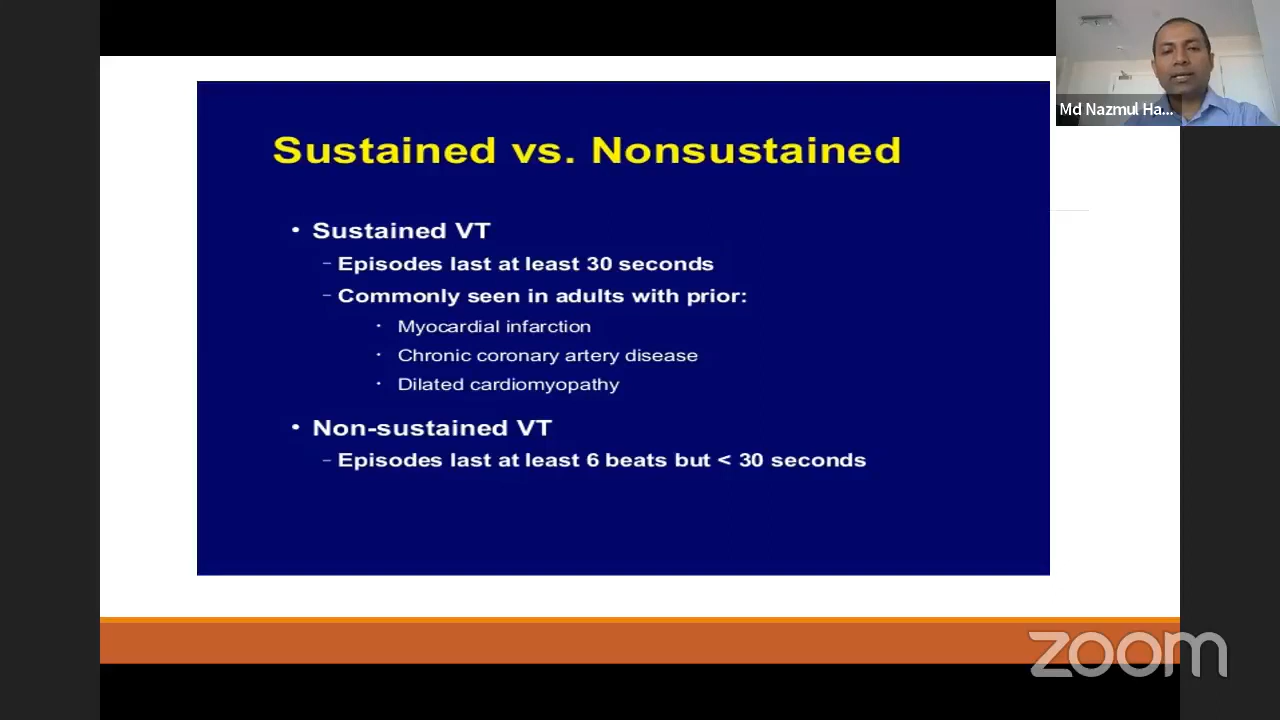 Md Nazmul Ha...
Sustained vs. Nonsustained
• Sustained VT
– Episodes last at least 30 seconds
– Commonly seen in adults with prior:
• Myocardial infarction
• Chronic coronary artery disease
• Dilated cardiomyopathy
• Non-sustained VT
– Episodes last at least 6 beats but < 30 seconds
zoom